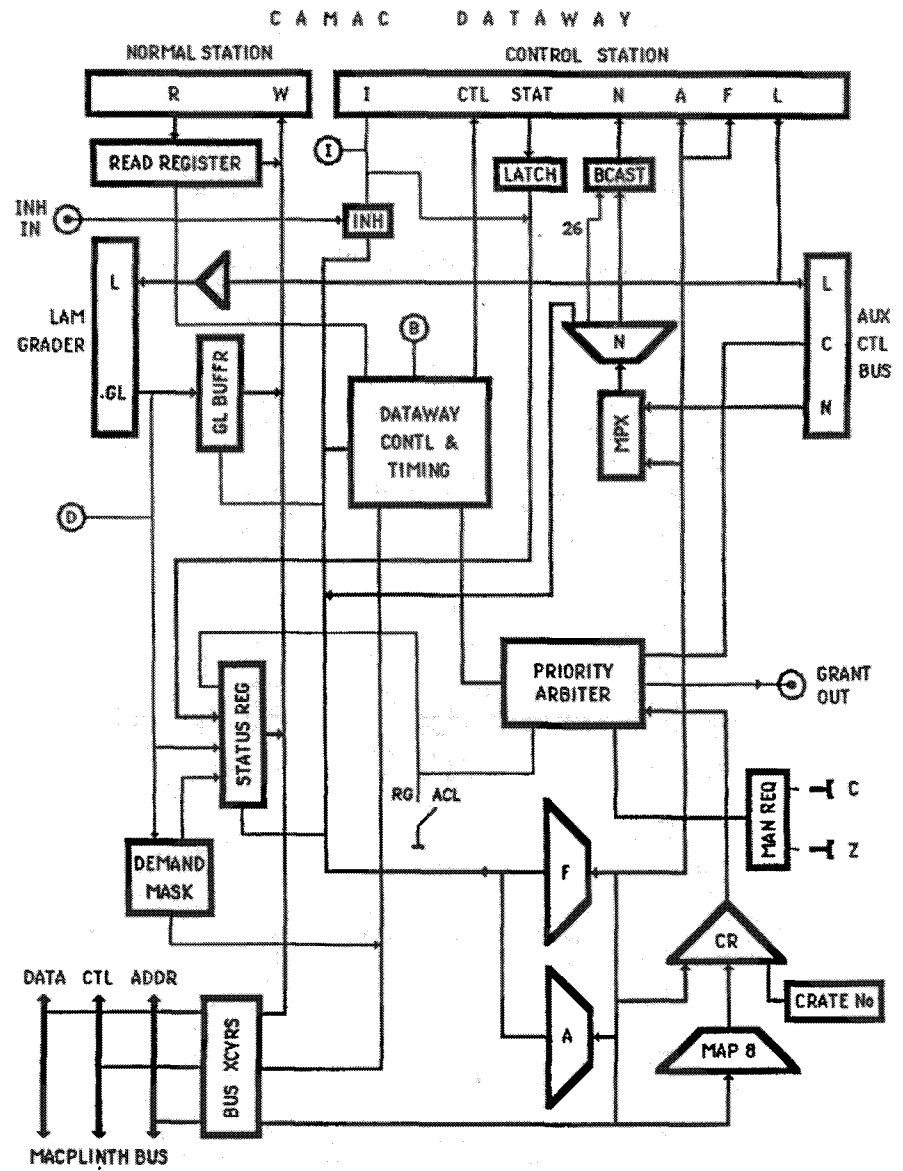 CAMAC DATAWAY
NORMAL STATION
CONTROL STATION
R W
I CTL STAT N A F L
READ REGISTER
I
LATCH
BCAST
INH IN
INH
26
L
LAM GRADER
.GL
GL BUFFR
B
N
L
C
N
AUX CTL BUS
DATAWAY
CONTL &
TIMING
MPX
D
PRIORITY
ARBITER
GRANT
OUT
STATUS REG
RG ACL
MAN REQ
C
Z
DEMAND
MASK
F
CR
DATA CTL ADDR
CRATE No
BUS XCVRS
A
MAP 8
MACPLINTH BUS